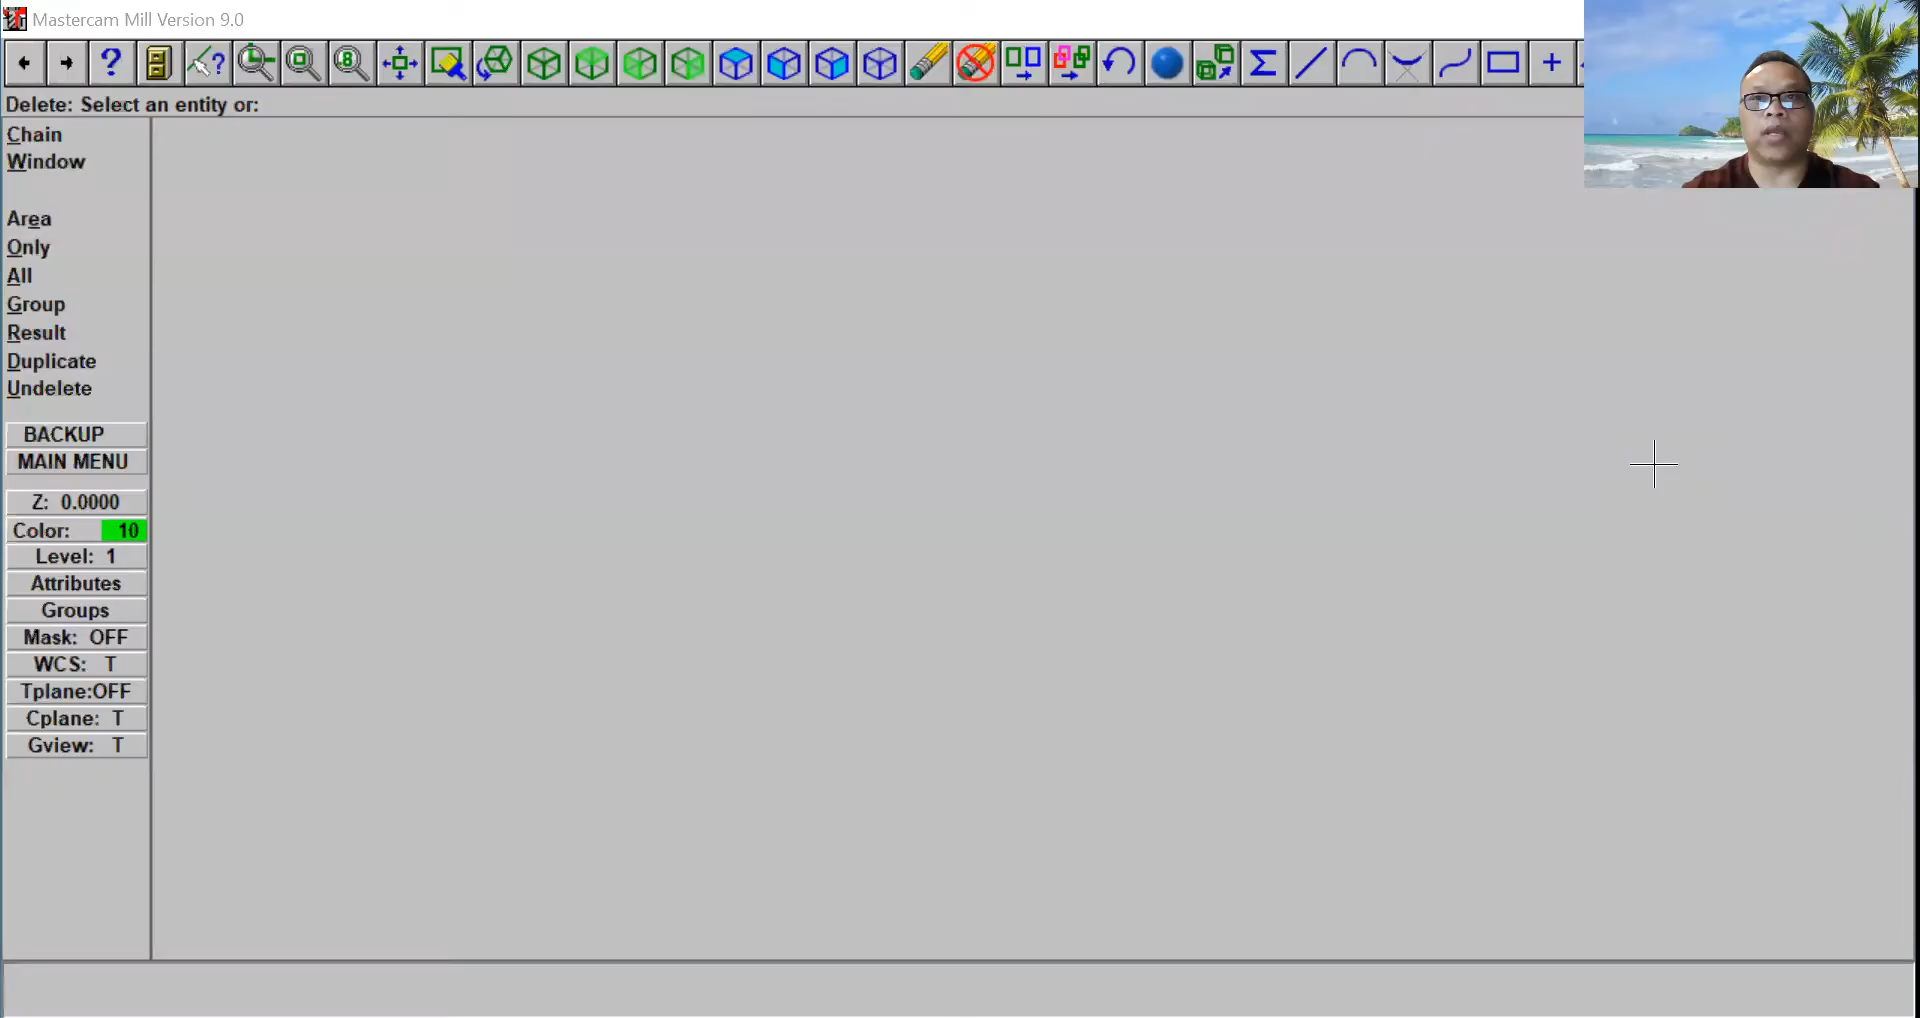 Mastercam Mill Version 9.0
Delete: Select an entity or:
Chain
Window
Area
Only
All
Group
Result
Duplicate
Undelete
BACKUP
MAIN MENU
Z: 0.0000
Color: 10
Level: 1
Attributes
Groups
Mask: OFF
WCS: T
Tplane:OFF
Cplane: T
Gview: T